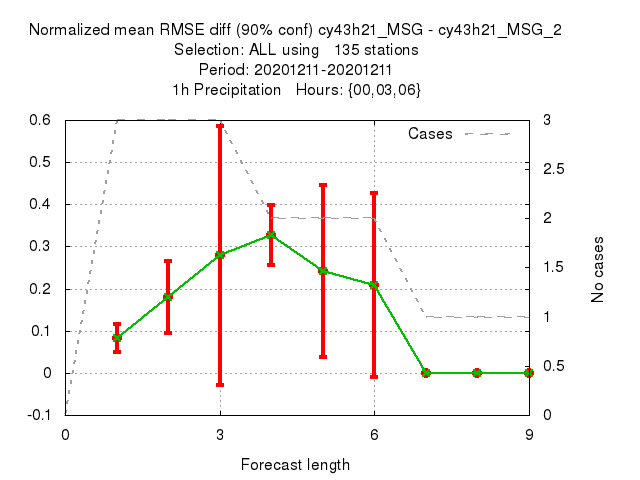 Normalized mean RMSE diff (90% conf) cy43h21_MSG - cy43h21_MSG_2
Selection: ALL using   135 stations
Period: 20201211-20201211
1h Precipitation   Hours: {00,03,06}
Cases
0.6
0.5
0.4
0.3
0.2
0.1
0
-0.1
3
2.5
2
1.5
1
0.5
0
No cases
0
3
6
9
Forecast length